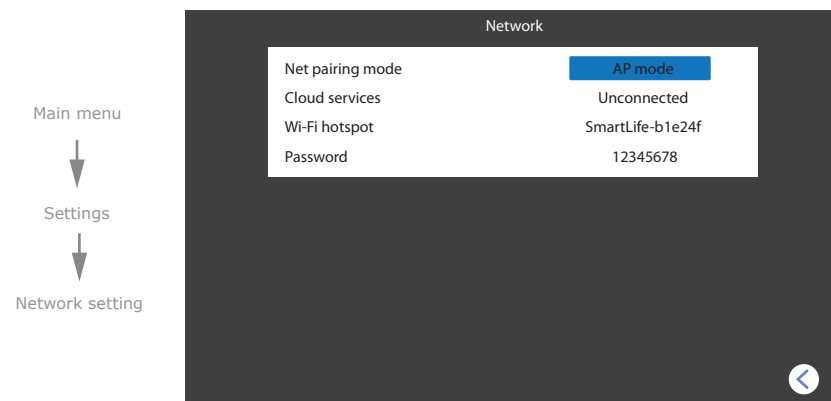 Main menu
Settings
Network setting
Network
Net pairing mode AP mode
Cloud services Unconnected
Wi-Fi hotspot SmartLife-b1e24f
Password 12345678